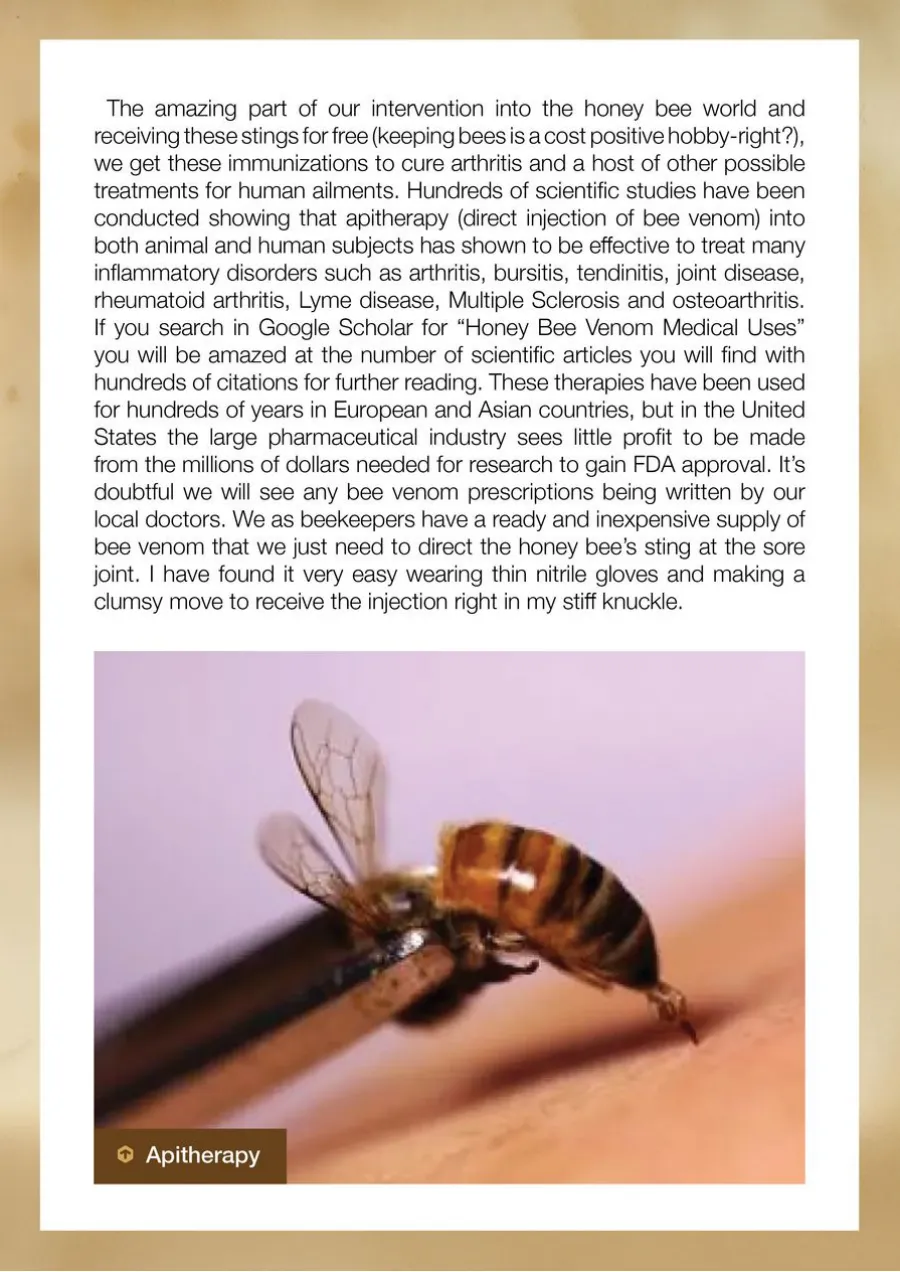 The amazing part of our intervention into the honey bee world and
receiving these stings for free (keeping bees is a cost positive hobby-right?),
we get these immunizations to cure arthritis and a host of other possible
treatments for human ailments. Hundreds of scientific studies have been
conducted showing that apitherapy (direct injection of bee venom) into
both animal and human subjects has shown to be effective to treat many
inflammatory disorders such as arthritis, bursitis, tendinitis, joint disease,
rheumatoid arthritis, Lyme disease, Multiple Sclerosis and osteoarthritis.
If you search in Google Scholar for “Honey Bee Venom Medical Uses”
you will be amazed at the number of scientific articles you will find with
hundreds of citations for further reading. These therapies have been used
for hundreds of years in European and Asian countries, but in the United
States the large pharmaceutical industry sees little profit to be made
from the millions of dollars needed for research to gain FDA approval. It’s
doubtful we will see any bee venom prescriptions being written by our
local doctors. We as beekeepers have a ready and inexpensive supply of
bee venom that we just need to direct the honey bee’s sting at the sore
joint. I have found it very easy wearing thin nitrile gloves and making a
clumsy move to receive the injection right in my stiff knuckle.
Apitherapy